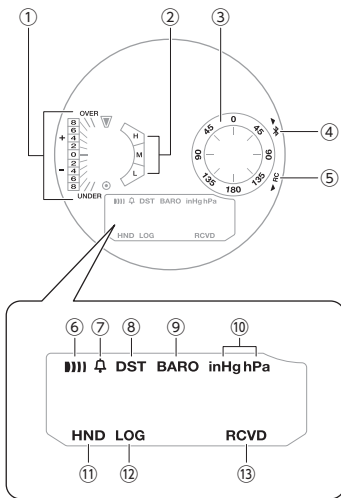 ① ② ③
OVER
8
6
4
2
0
2
4
6
8
+
-
UNDER
H
M
L
0
45
90
135
180
135
90
45
④
⑤
RC
DST BARO inHg hPa
HND LOG RCVD
⑥ ⑦ ⑧ ⑨ ⑩
DST BARO inHg hPa
HND LOG RCVD
⑪ ⑫ ⑬